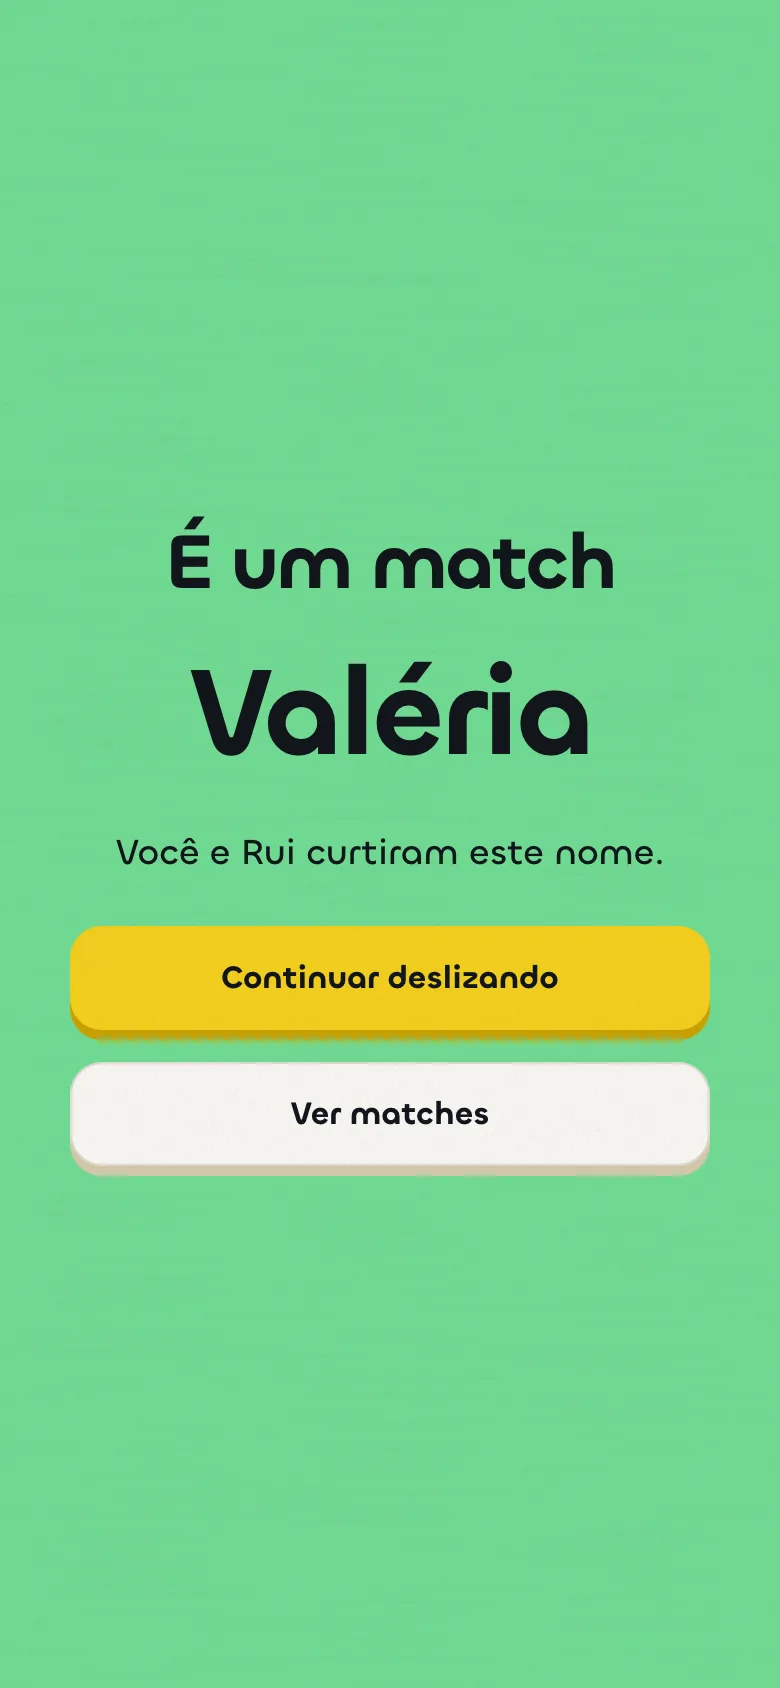 É um match
Valéria
Você e Rui curtiram este nome.
Continuar deslizando
Ver matches